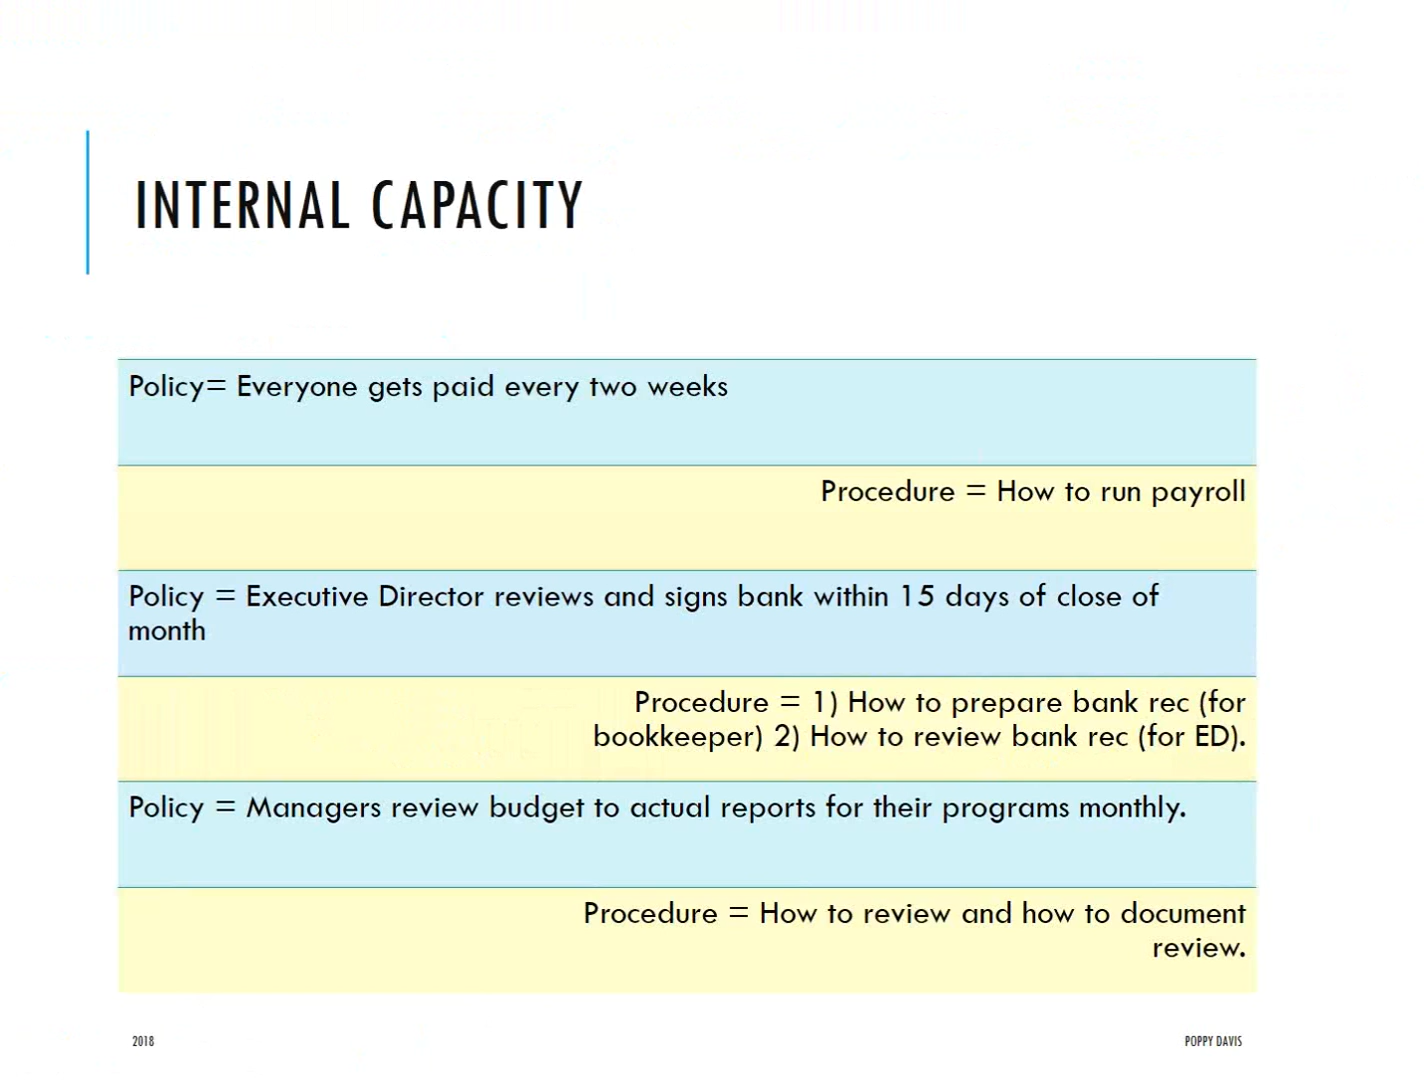 INTERNAL CAPACITY
Policy= Everyone gets paid every two weeks
Procedure = How to run payroll
Policy = Executive Director reviews and signs bank within 15 days of close of
month
Procedure = 1) How to prepare bank rec (for
bookkeeper) 2) How to review bank rec (for ED).
Policy = Managers review budget to actual reports for their programs monthly.
Procedure = How to review and how to document
review.
2018
POPPY DAVIS